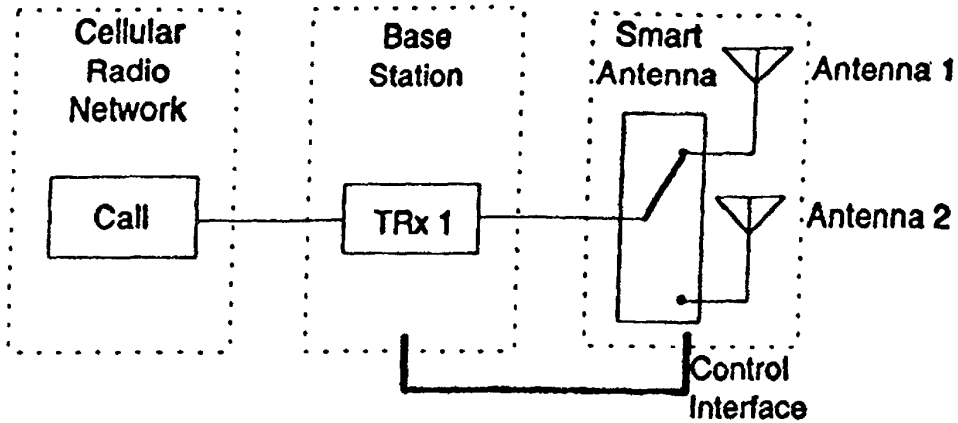 Cellular
Radio
Network
Base
Station
Smart
Antenna
Antenna 1
Call
TRx 1
Antenna 2
Control
Interface